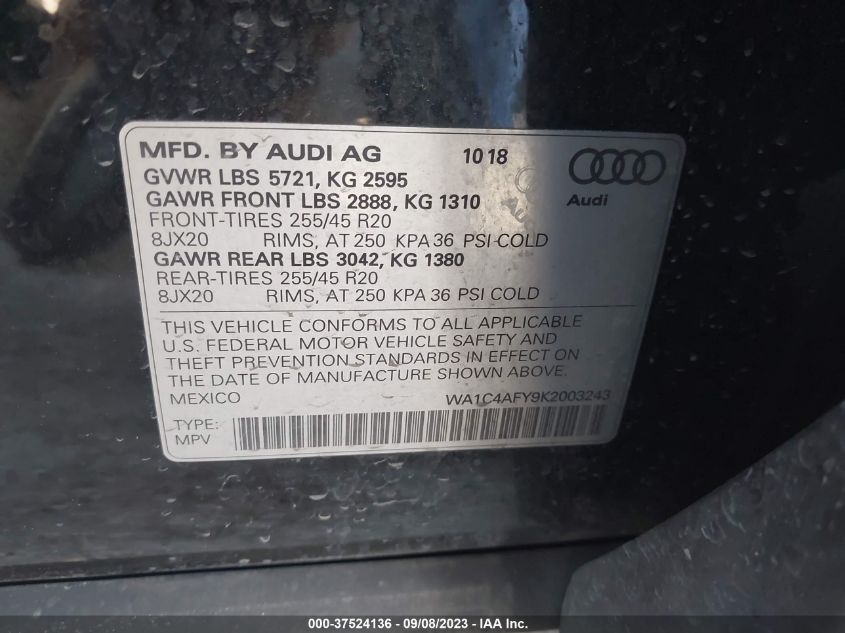 MFD. BY AUDI AG 10 18
GVWR LBS 5721, KG 2595
GAWR FRONT LBS 2888, KG 1310
Audi
FRONT-TIRES 255/45 R20
8JX20 RIMS, AT 250 KPA 36 PSI COLD
GAWR REAR LBS 3042, KG 1380
REAR-TIRES 255/45 R20
8JX20 RIMS, AT 250 KPA 36 PSI COLD
THIS VEHICLE CONFORMS TO ALL APPLICABLE
U.S. FEDERAL MOTOR VEHICLE SAFETY AND
THEFT PREVENTION STANDARDS IN EFFECT ON
THE DATE OF MANUFACTURE SHOWN ABOVE.
MEXICO WA1C4AFY9K2003243
TYPE:
MPV
000-37524136 - 09/08/2023 - © IAA Inc.